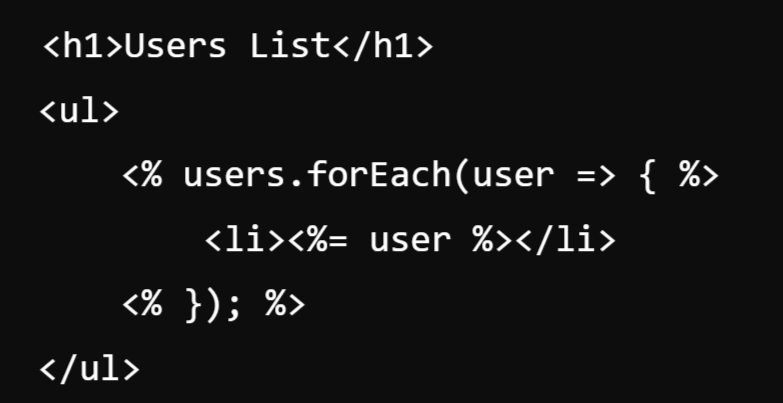 <h1>Users List</h1>
<ul>
    <% users.forEach(user => { %>
        <li><%= user %></li>
    <% }); %>
</ul>